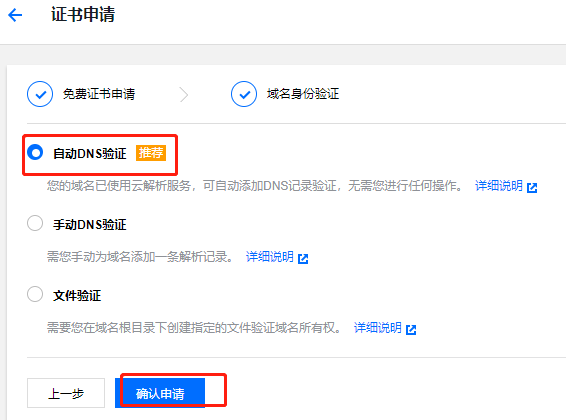 证书申请
免费证书申请
域名身份验证
自动DNS验证 推荐
您的域名已使用云解析服务，可自动添加DNS记录验证，无需您进行任何操作。 详细说明
手动DNS验证
需您手动为域名添加一条解析记录。 详细说明
文件验证
需要您在域名根目录下创建指定的文件验证域名所有权。 详细说明
上一步
确认申请